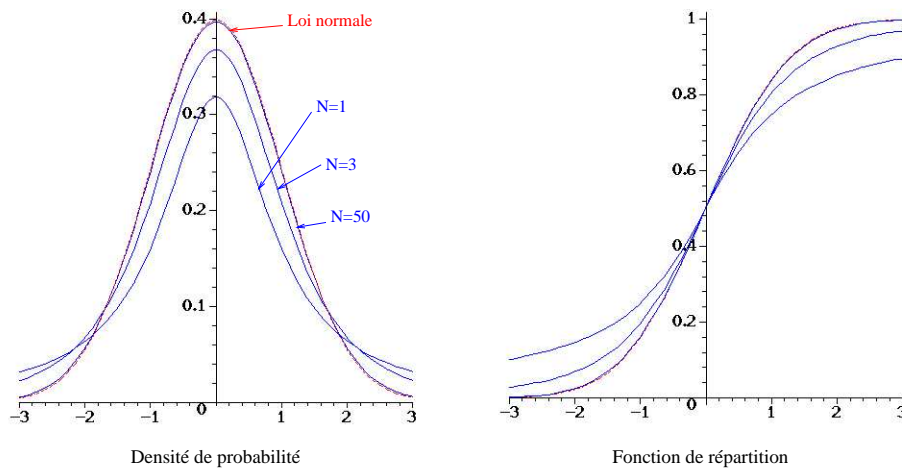 0.4
Loi normale
0.3
N=1
N=3
0.2
N=50
0.1
0
−3 −2 −1 1 2 3
Densité de probabilité
1
0.8
0.6
0.4
0.2
0
−3 −2 −1 1 2 3
Fonction de répartition